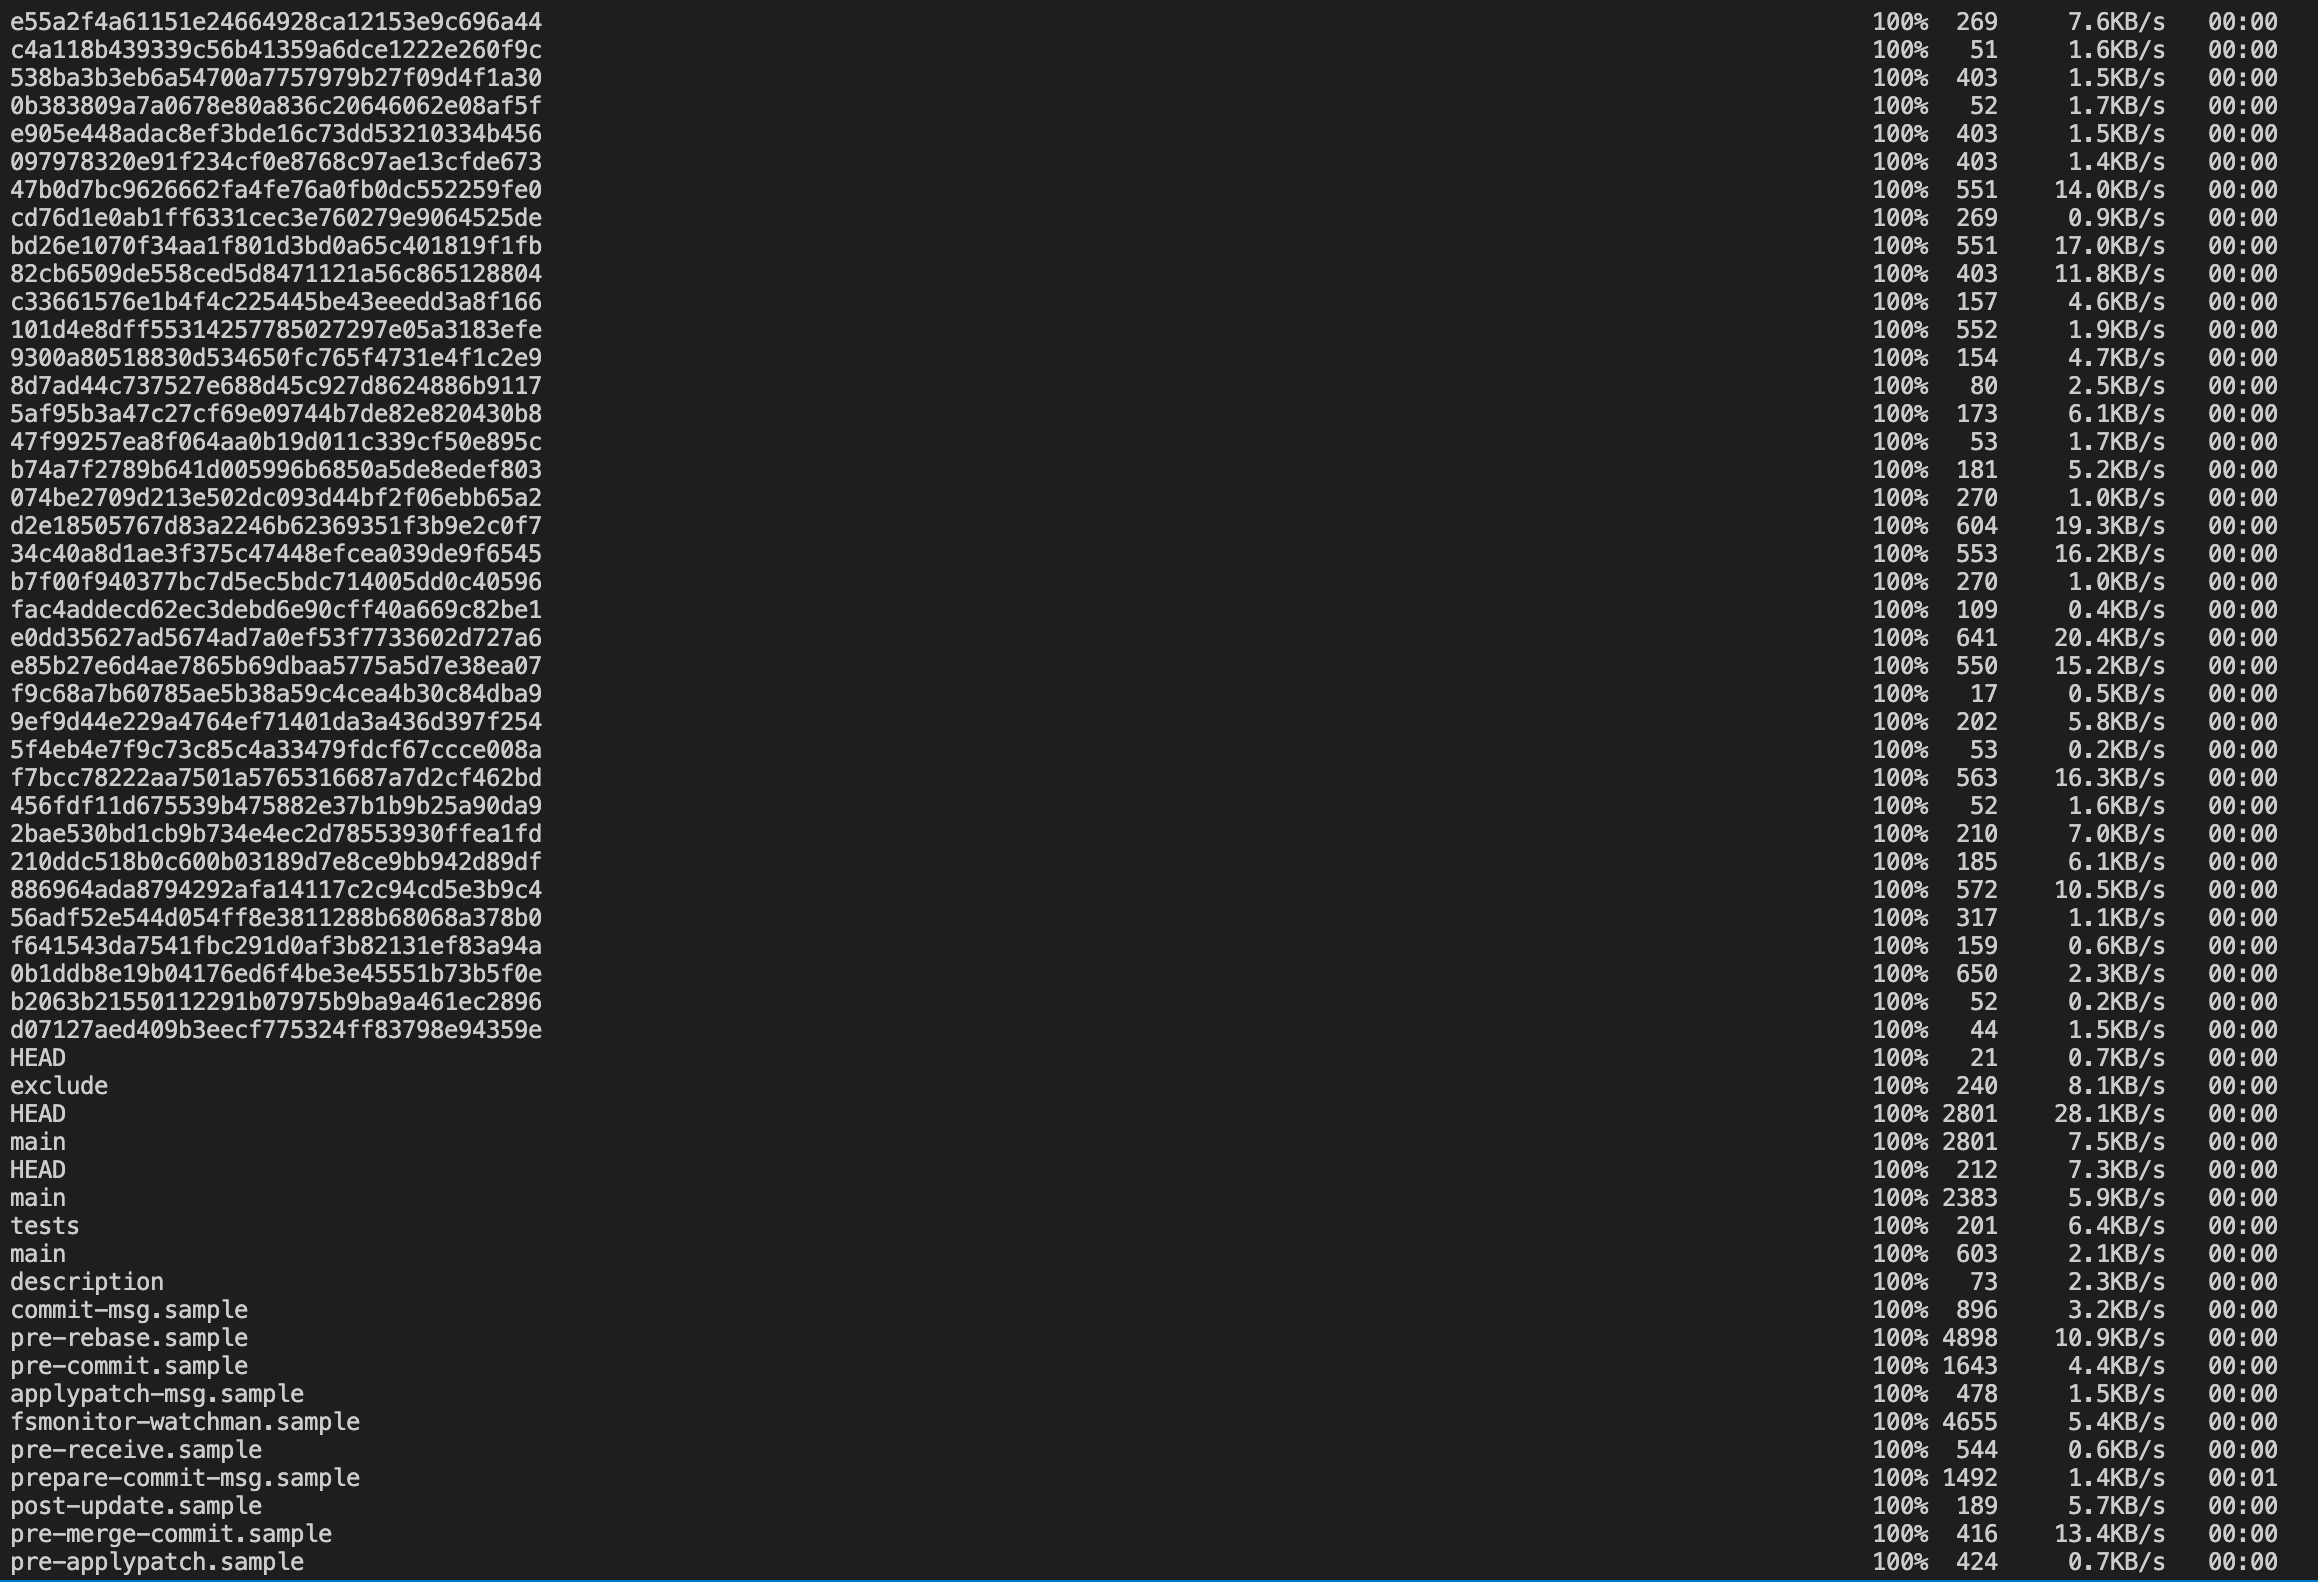 e55a2f4a61151e24664928ca12153e9c696a44 100% 269 7.6KB/s 00:00
c4a118b439339c56b41359a6dce1222e260f9c 100% 51 1.6KB/s 00:00
538ba3b3eb6a54700a7757979b27f09d4f1a30 100% 403 1.5KB/s 00:00
0b383809a7a0678e80a836c20646062e08af5f 100% 52 1.7KB/s 00:00
e905e448adac8ef3bde16c73dd53210334b456 100% 403 1.5KB/s 00:00
097978320e91f234cf0e8768c97ae13cfde673 100% 403 1.4KB/s 00:00
47b0d7bc9626662fa4fe76a0fb0dc552259fe0 100% 551 14.0KB/s 00:00
cd76d1e0ab1ff6331cec3e760279e9064525de 100% 269 0.9KB/s 00:00
bd26e1070f34aa1f801d3bd0a65c401819f1fb 100% 551 17.0KB/s 00:00
82cb6509de558ced5d8471121a56c865128804 100% 403 11.8KB/s 00:00
c33661576e1b4f4c225445be43eeedd3a8f166 100% 157 4.6KB/s 00:00
101d4e8dff55314257785027297e05a3183efe 100% 552 1.9KB/s 00:00
9300a80518830d534650fc765f4731e4f1c2e9 100% 154 4.7KB/s 00:00
8d7ad44c737527e688d45c927d8624886b9117 100% 80 2.5KB/s 00:00
5af95b3a47c27cf69e09744b7de82e820430b8 100% 173 6.1KB/s 00:00
47f99257ea8f064aa0b19d011c339cf50e895c 100% 53 1.7KB/s 00:00
b74a7f2789b641d005996b6850a5de8edef803 100% 181 5.2KB/s 00:00
074be2709d213e502dc093d44bf2f06ebb65a2 100% 270 1.0KB/s 00:00
d2e18505767d83a2246b62369351f3b9e2c0f7 100% 604 19.3KB/s 00:00
34c40a8d1ae3f375c47448efcea039de9f6545 100% 553 16.2KB/s 00:00
b7f00f940377bc7d5ec5bdc714005dd0c40596 100% 270 1.0KB/s 00:00
fac4addecd62ec3debd6e90cff40a669c82be1 100% 109 0.4KB/s 00:00
e0dd35627ad5674ad7a0ef53f7733602d727a6 100% 641 20.4KB/s 00:00
e85b27e6d4ae7865b69dbaa5775a5d7e38ea07 100% 550 15.2KB/s 00:00
f9c68a7b60785ae5b38a59c4cea4b30c84dba9 100% 17 0.5KB/s 00:00
9ef9d44e229a4764ef71401da3a436d397f254 100% 202 5.8KB/s 00:00
5f4eb4e7f9c73c85c4a33479fdcf67ccce008a 100% 53 0.2KB/s 00:00
f7bcc78222aa7501a5765316687a7d2cf462bd 100% 563 16.3KB/s 00:00
456fdf11d675539b475882e37b1b9b25a90da9 100% 52 1.6KB/s 00:00
2bae530bd1cb9b734e4ec2d78553930ffea1fd 100% 210 7.0KB/s 00:00
210ddc518b0c600b03189d7e8ce9bb942d89df 100% 185 6.1KB/s 00:00
886964ada8794292afa14117c2c94cd5e3b9c4 100% 572 10.5KB/s 00:00
56adf52e544d054ff8e3811288b68068a378b0 100% 317 1.1KB/s 00:00
f641543da7541fbc291d0af3b82131ef83a94a 100% 159 0.6KB/s 00:00
0b1ddb8e19b04176ed6f4be3e45551b73b5f0e 100% 650 2.3KB/s 00:00
b2063b21550112291b07975b9ba9a461ec2896 100% 52 0.2KB/s 00:00
d07127aed409b3eecf775324ff83798e94359e 100% 44 1.5KB/s 00:00
HEAD 100% 21 0.7KB/s 00:00
exclude 100% 240 8.1KB/s 00:00
HEAD 100% 2801 28.1KB/s 00:00
main 100% 2801 7.5KB/s 00:00
HEAD 100% 212 7.3KB/s 00:00
main 100% 2383 5.9KB/s 00:00
tests 100% 201 6.4KB/s 00:00
main 100% 603 2.1KB/s 00:00
description 100% 73 2.3KB/s 00:00
commit-msg.sample 100% 896 3.2KB/s 00:00
pre-rebase.sample 100% 4898 10.9KB/s 00:00
pre-commit.sample 100% 1643 4.4KB/s 00:00
applypatch-msg.sample 100% 478 1.5KB/s 00:00
fsmonitor-watchman.sample 100% 4655 5.4KB/s 00:00
pre-receive.sample 100% 544 0.6KB/s 00:00
prepare-commit-msg.sample 100% 1492 1.4KB/s 00:01
post-update.sample 100% 189 5.7KB/s 00:00
pre-merge-commit.sample 100% 416 13.4KB/s 00:00
pre-applypatch.sample 100% 424 0.7KB/s 00:00